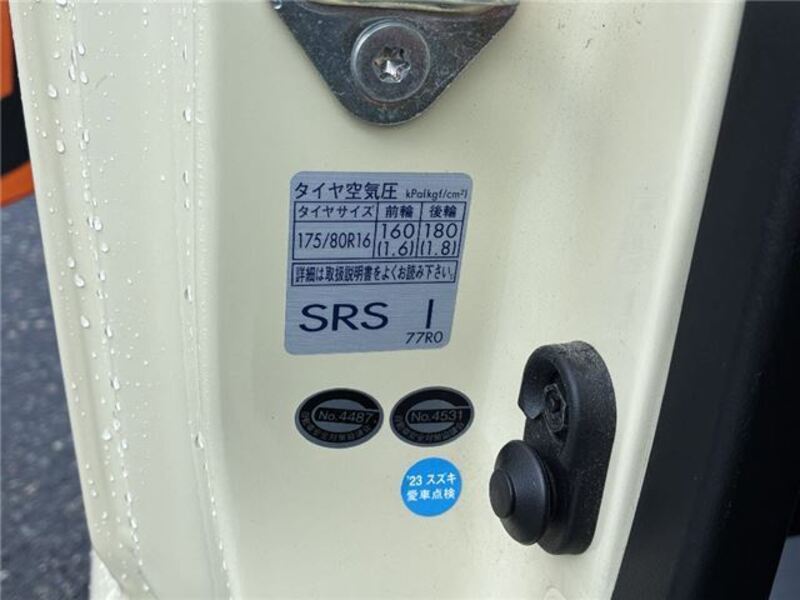 タイヤ空気圧 kPa(kgf/cm²)
タイヤサイズ 前輪 後輪
175/80R16 160 180
(1.6) (1.8)
詳細は取扱説明書をよくお読み下さい。
SRS I
77R0
No.4487
No.4531
'23 スズキ
愛車点検